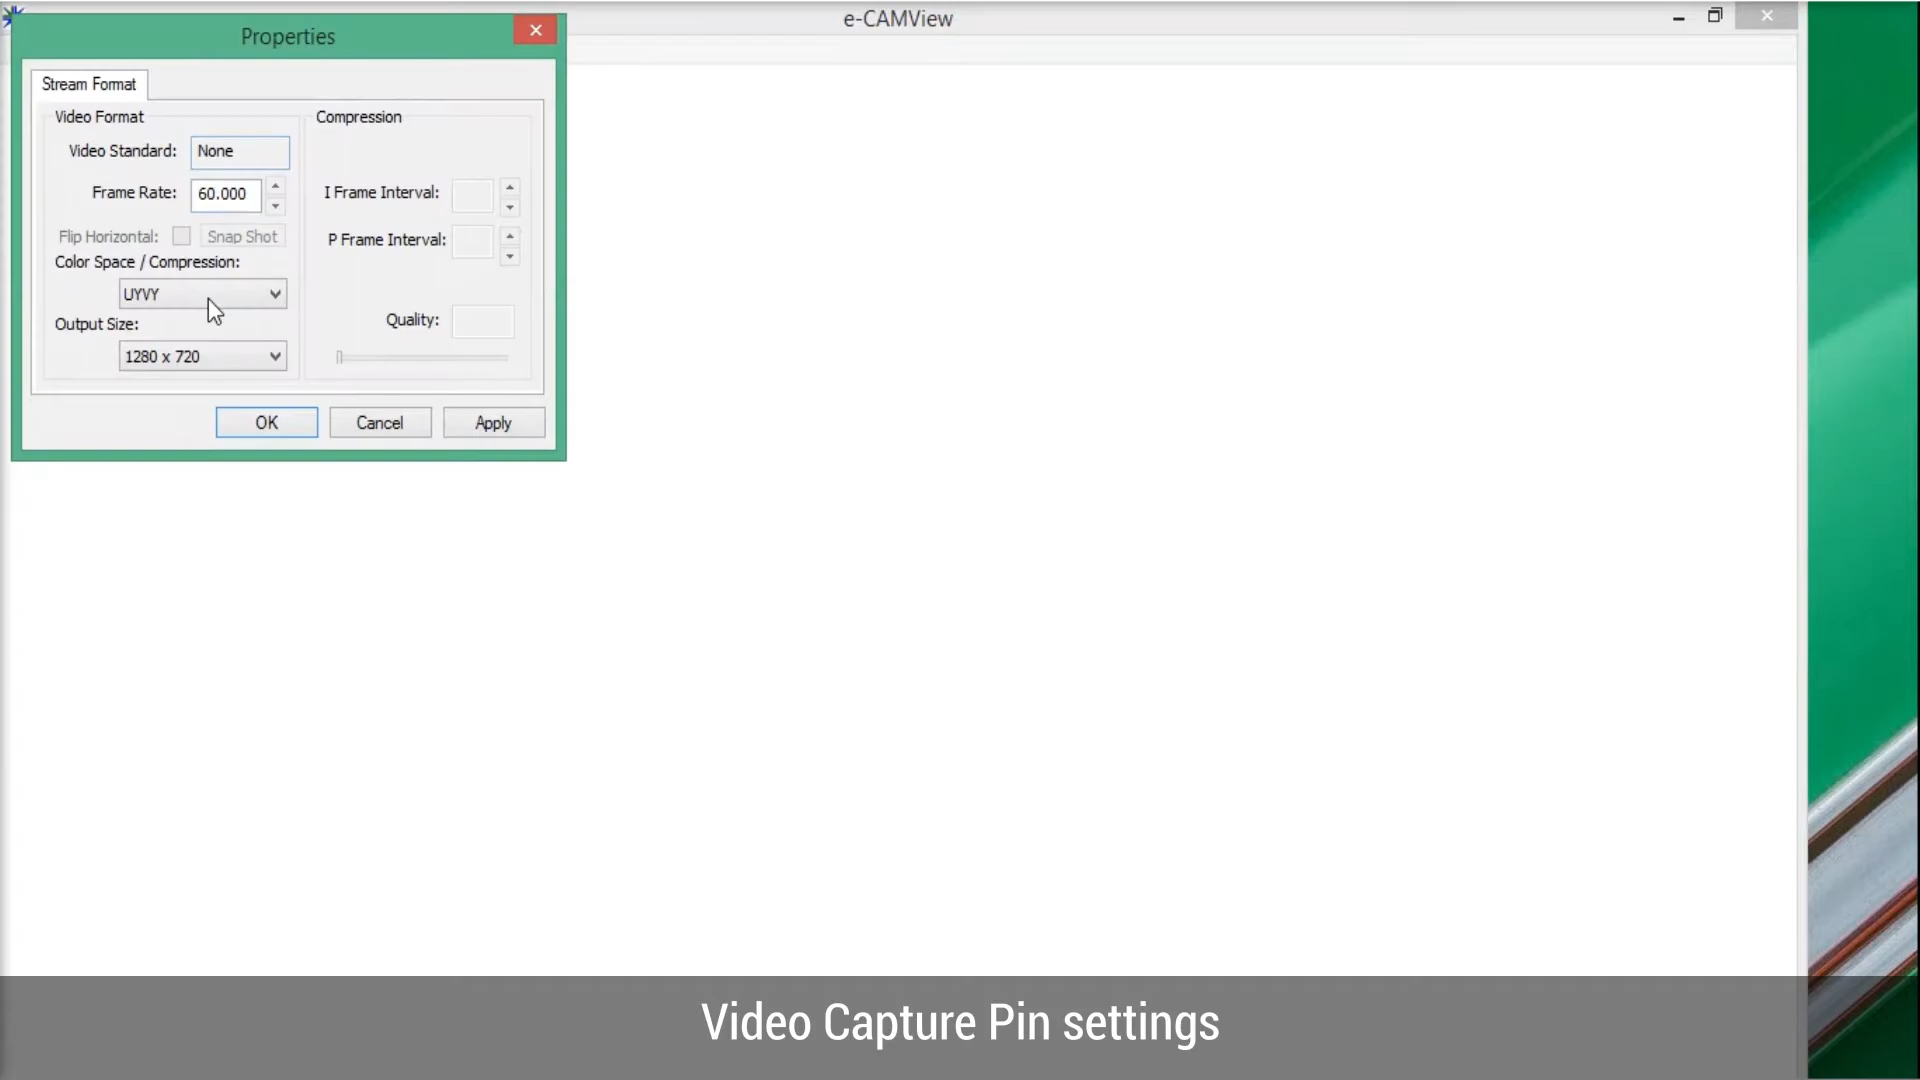 e-CAMView
Properties
Stream Format
Video Format
Video Standard: None
Frame Rate: 60.000
Flip Horizontal: Snap Shot
Color Space / Compression:
UYVY
Output Size:
1280 x 720
Compression
I Frame Interval:
P Frame Interval:
Quality:
OK Cancel Apply
Video Capture Pin settings